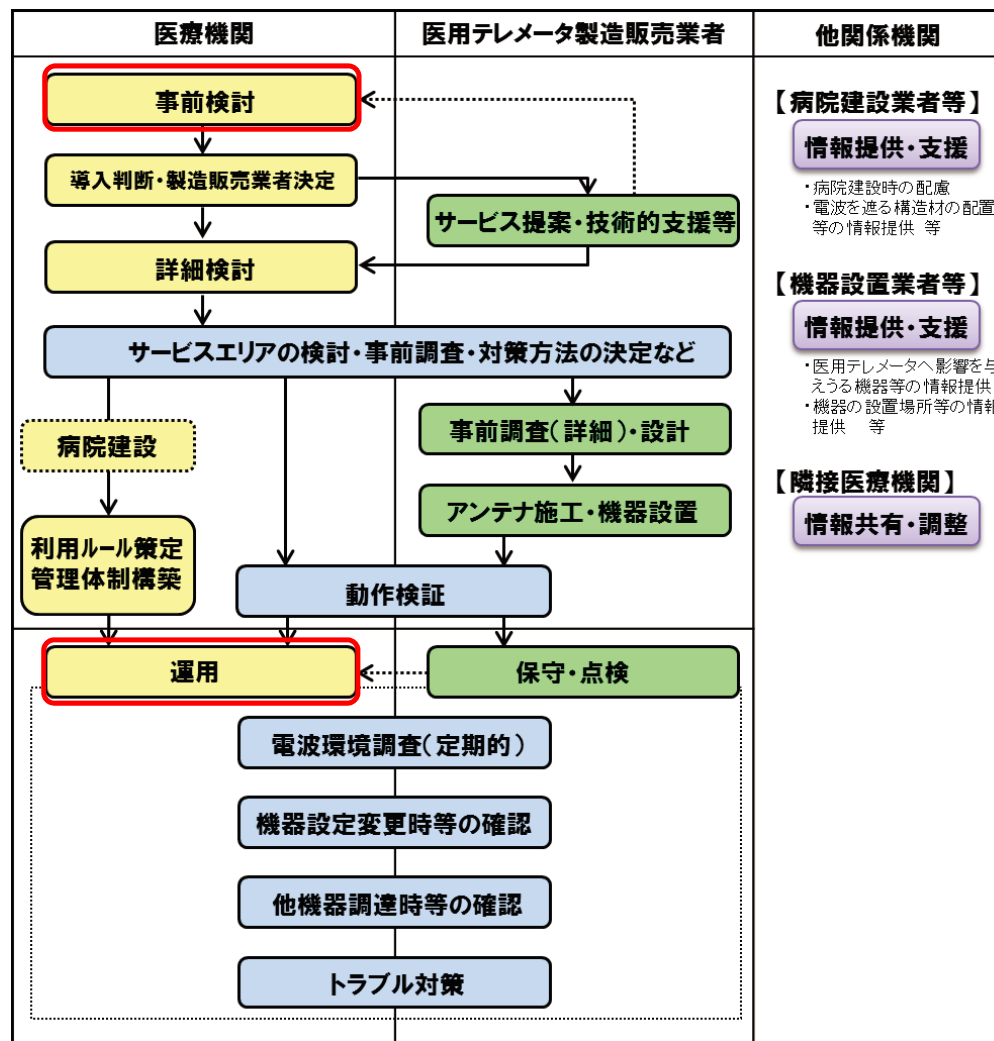 医療機関
医用テレメータ製造販売業者
他関係機関
事前検討
導入判断・製造販売業者決定
サービス提案・技術的支援等
詳細検討
サービスエリアの検討・事前調査・対策方法の決定など
病院建設
事前調査(詳細)・設計
アンテナ施工・機器設置
利用ルール策定
管理体制構築
動作検証
運用
保守・点検
電波環境調査(定期的)
機器設定変更時等の確認
他機器調達時等の確認
トラブル対策
【病院建設業者等】
情報提供・支援
・病院建設時の配慮
・電波を遮る構造材の配置
等の情報提供 等
【機器設置業者等】
情報提供・支援
・医用テレメータへ影響を与
えうる機器等の情報提供
・機器の設置場所等の情報
提供 等
【隣接医療機関】
情報共有・調整